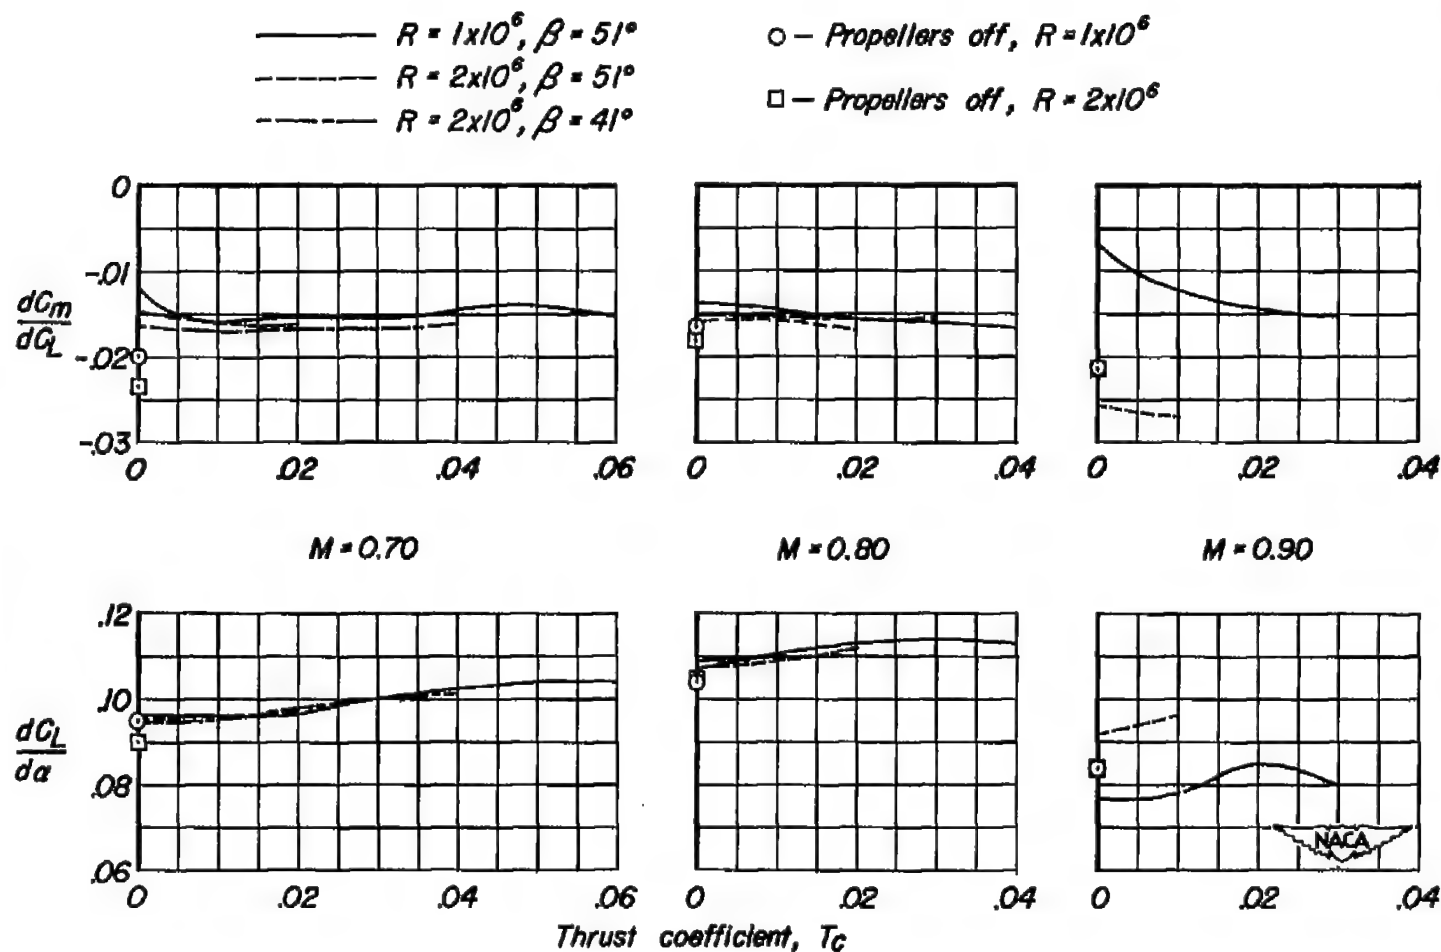 R = 1x10⁶, β = 51°
R = 2x10⁶, β = 51°
R = 2x10⁶, β = 41°
○ – Propellers off, R = 1x10⁶
□ – Propellers off, R = 2x10⁶
dCm/dCL
0
-.01
-.02
-.03
0 .02 .04 .06
0 .02 .04
0 .02 .04
M = 0.70
M = 0.80
M = 0.90
dCL/dα
.12
.10
.08
.06
NACA
0 .02 .04 .06
0 .02 .04
0 .02 .04
Thrust coefficient, Tc